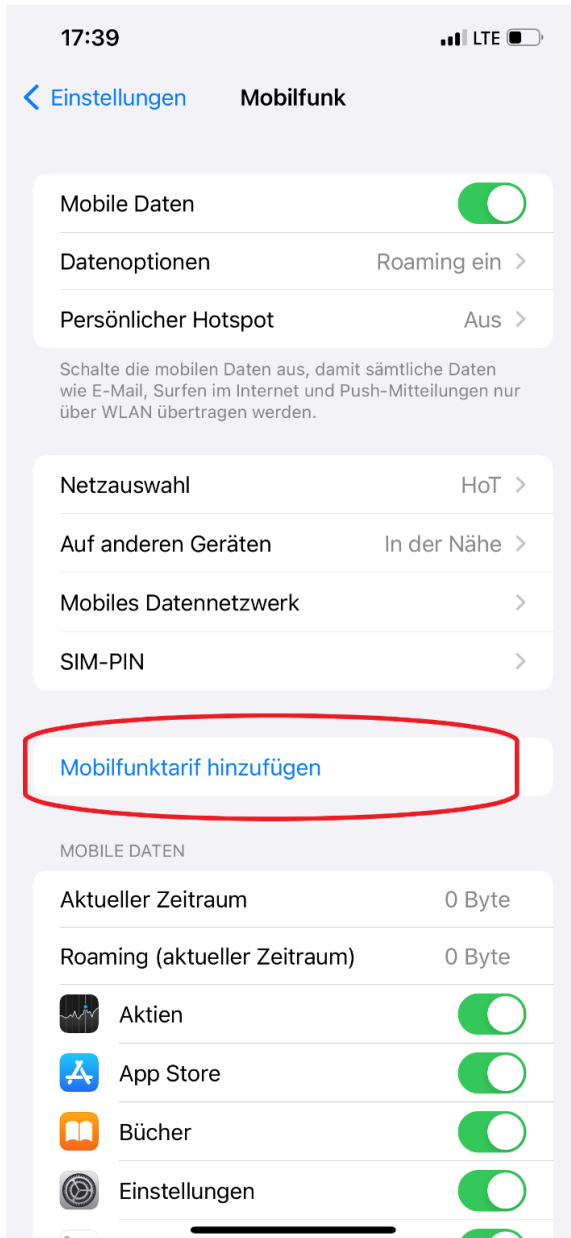 17:39 LTE
Einstellungen Mobilfunk
Mobile Daten
Datenoptionen Roaming ein
Persönlicher Hotspot Aus
Schalte die mobilen Daten aus, damit sämtliche Daten
wie E-Mail, Surfen im Internet und Push-Mitteilungen nur
über WLAN übertragen werden.
Netzauswahl HoT
Auf anderen Geräten In der Nähe
Mobiles Datennetzwerk
SIM-PIN
Mobilfunktarif hinzufügen
MOBILE DATEN
Aktueller Zeitraum 0 Byte
Roaming (aktueller Zeitraum) 0 Byte
Aktien
App Store
Bücher
Einstellungen